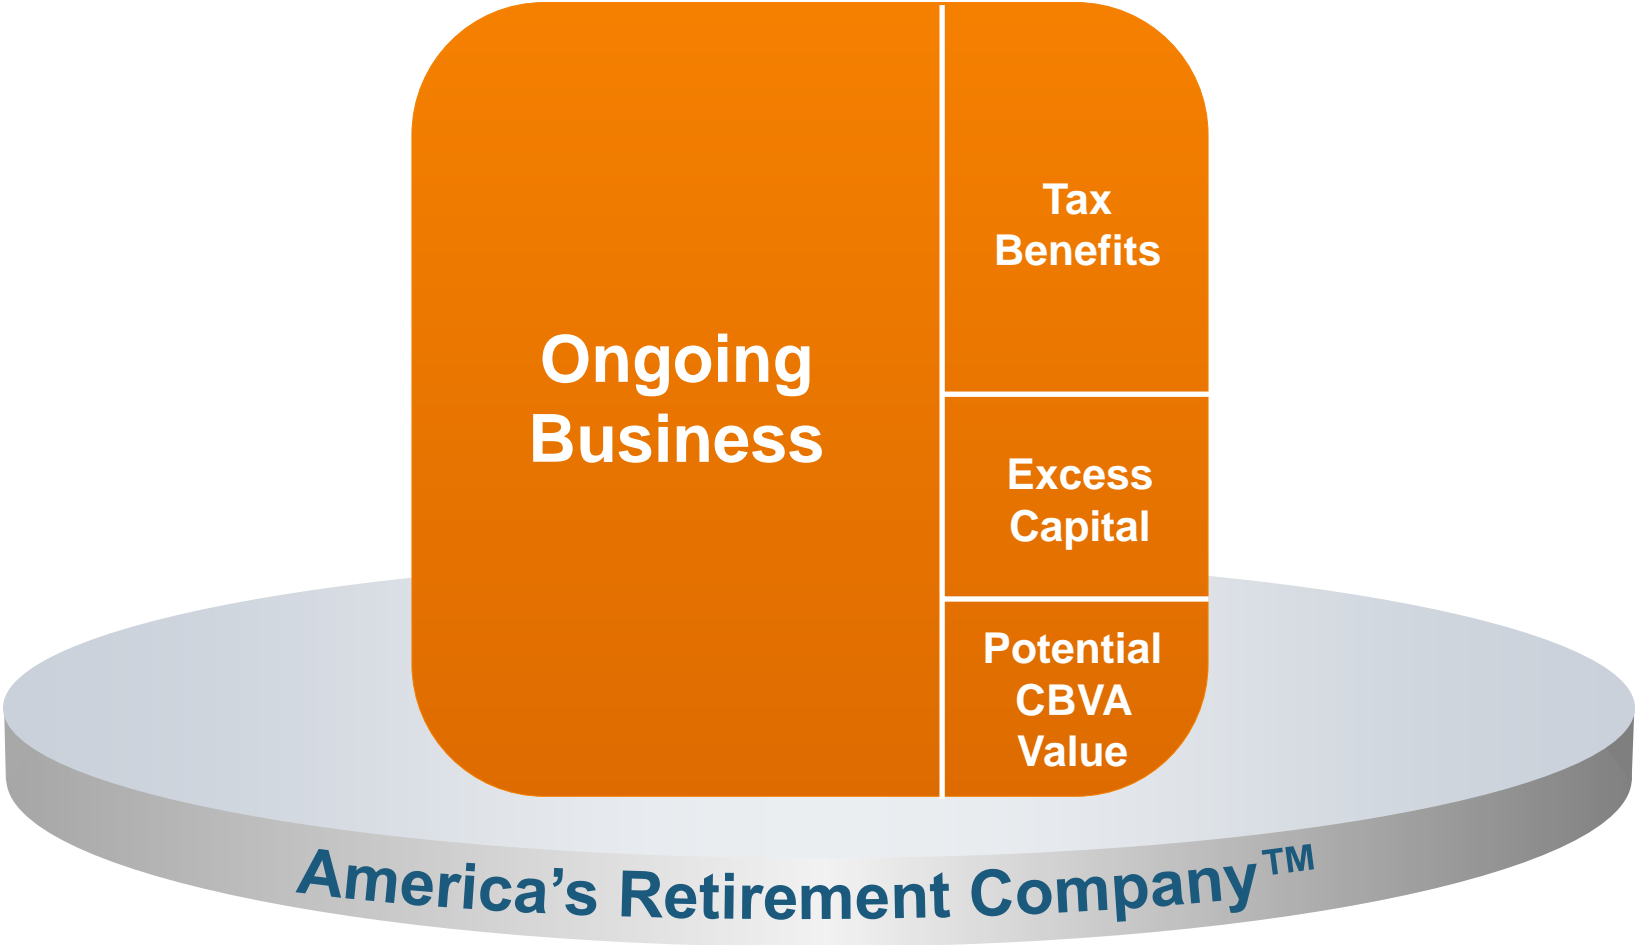 Ongoing
Business
Tax
Benefits
Excess
Capital
Potential
CBVA
Value
America’s Retirement Company™